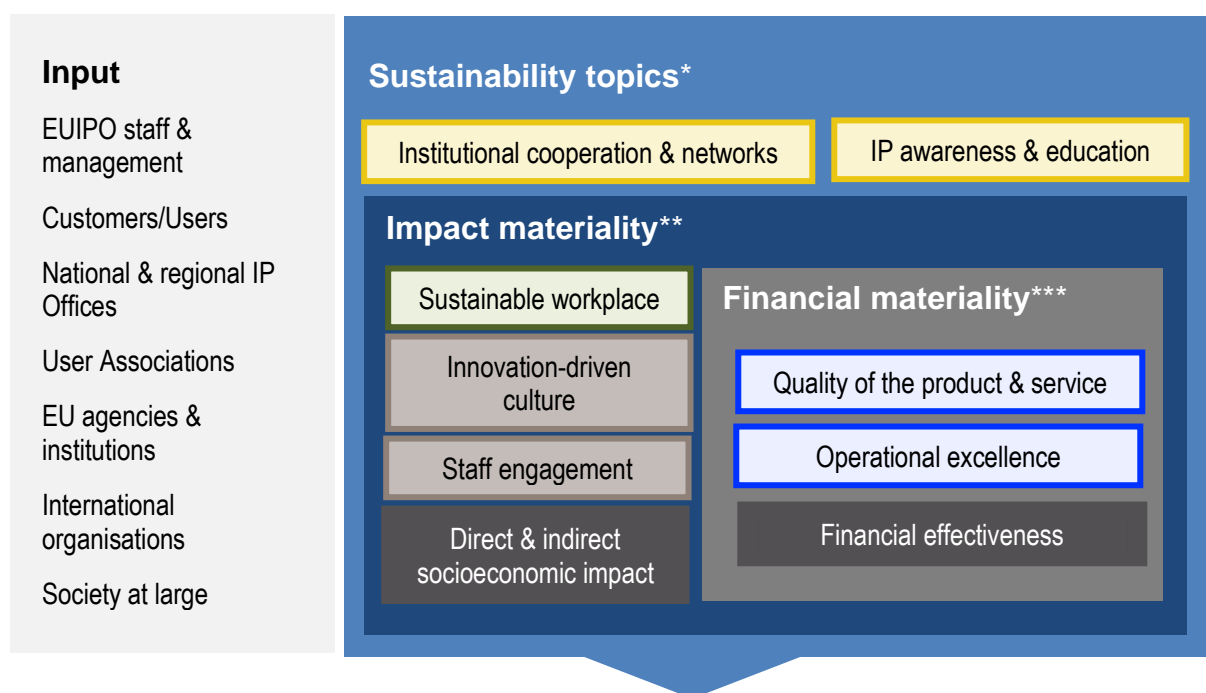 Input
EUIPO staff &
management
Customers/Users
National & regional IP
Offices
User Associations
EU agencies &
institutions
International
organisations
Society at large
Sustainability topics*
Institutional cooperation & networks
IP awareness & education
Impact materiality**
Sustainable workplace
Innovation-driven
culture
Staff engagement
Direct & indirect
socioeconomic impact
Financial materiality***
Quality of the product & service
Operational excellence
Financial effectiveness